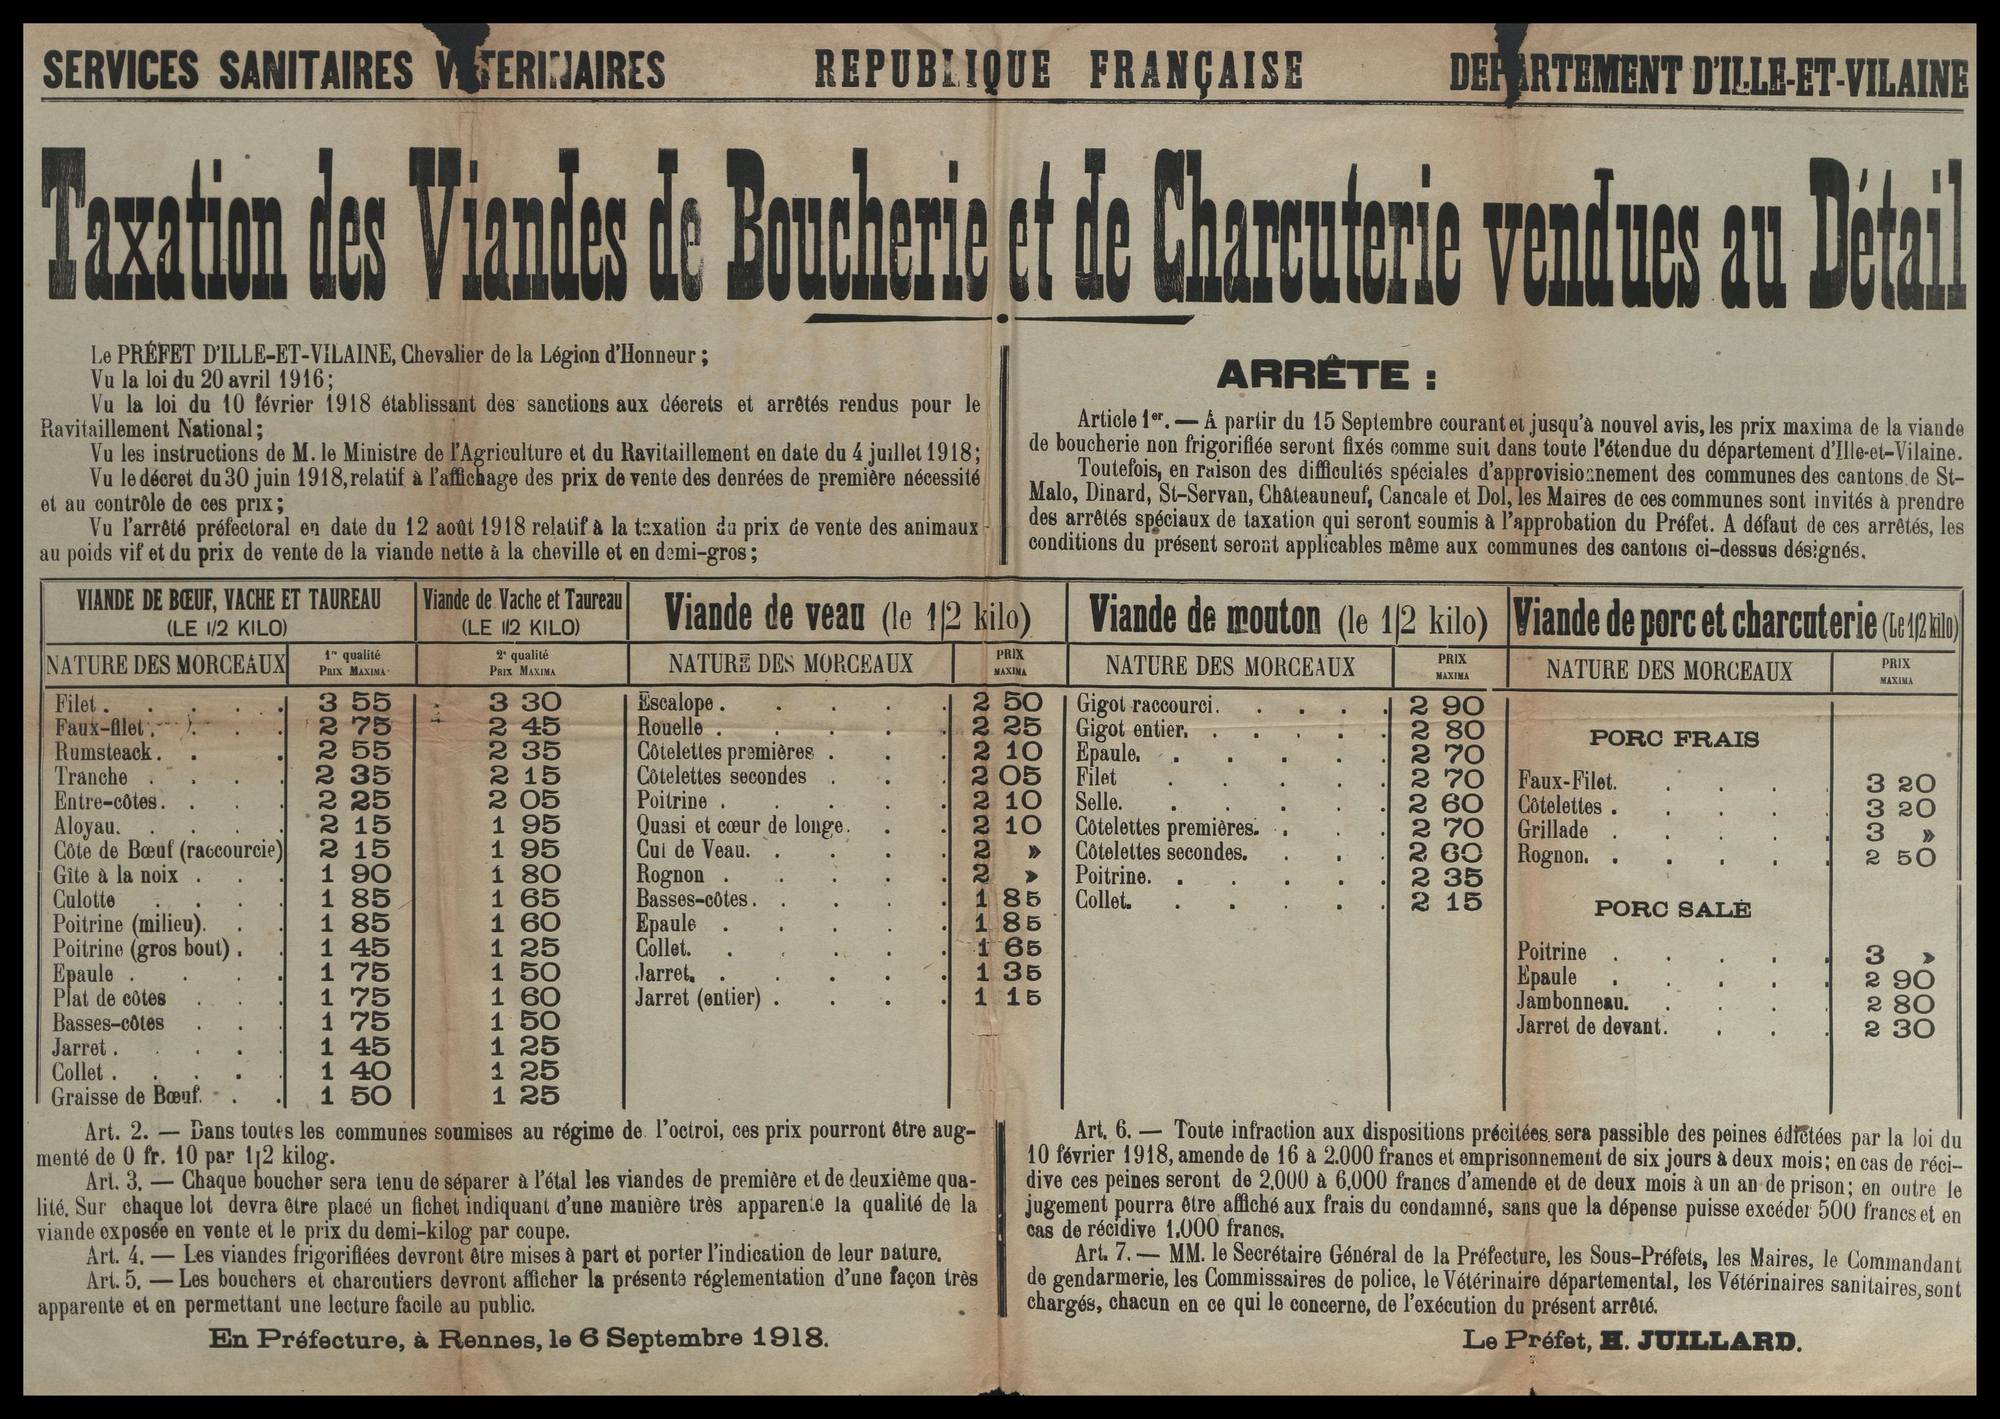 SERVICES SANITAIRES VETERINAIRES
REPUBLIQUE FRANÇAISE
DEPARTEMENT D'ILLE-ET-VILAINE
Taxation des Viandes de Boucherie et de Charcuterie vendues au Détail
Le PRÉFET D'ILLE-ET-VILAINE, Chevalier de la Légion d'Honneur ;
Vu la loi du 20 avril 1916 ;
Vu la loi du 10 février 1918 établissant des sanctions aux décrets et arrêtés rendus pour le
Ravitaillement National ;
Vu les instructions de M. le Ministre de l'Agriculture et du Ravitaillement en date du 4 juillet 1918 ;
Vu le décret du 30 juin 1918, relatif à l'affichage des prix de vente des denrées de première nécessité
et au contrôle de ces prix ;
Vu l'arrêté préfectoral en date du 12 août 1918 relatif à la taxation du prix de vente des animaux
au poids vif et du prix de vente de la viande nette à la cheville et en demi-gros ;
ARRÊTE :
Article 1er. — A partir du 15 Septembre courant et jusqu'à nouvel avis, les prix maxima de la viande
de boucherie non frigorifiée seront fixés comme suit dans toute l'étendue du département d'Ille-et-Vilaine.
Toutefois, en raison des difficultés spéciales d'approvisionnement des communes des cantons de St-
Malo, Dinard, St-Servan, Châteauneuf, Cancale et Dol, les Maires de ces communes sont invités à prendre
des arrêtés spéciaux de taxation qui seront soumis à l'approbation du Préfet. A défaut de ces arrêtés, les
conditions du présent seront applicables même aux communes des cantons ci-dessus désignés.
VIANDE DE BŒUF, VACHE ET TAUREAU
(LE 1/2 KILO)
Viande de Vache et Taureau
(LE 1/2 KILO)
NATURE DES MORCEAUX
1re qualité
PRIX MAXIMA
2e qualité
PRIX MAXIMA
Filet . . . . . 3 55 3 30
Faux-filet . . . . 2 75 2 45
Rumsteack . . . 2 55 2 35
Tranche . . . . 2 35 2 15
Entre-côtes . . . . 2 25 2 05
Aloyau . . . . 2 15 1 95
Côte de Bœuf (raccourcie) 2 15 1 95
Gîte à la noix . . . 1 90 1 80
Culotte . . . . 1 85 1 65
Poitrine (milieu) . . . 1 85 1 60
Poitrine (gros bout) . . 1 45 1 25
Epaule . . . . 1 75 1 50
Plat de côtes . . . 1 75 1 60
Basses-côtes . . . 1 75 1 50
Jarret . . . . . 1 45 1 25
Collet . . . . . 1 40 1 25
Graisse de Bœuf . . . 1 50 1 25
Viande de veau (le 1/2 kilo)
NATURE DES MORCEAUX
PRIX
MAXIMA
Escalope . . . . . 2 50
Rouelle . . . . . 2 25
Côtelettes premières . . . 2 10
Côtelettes secondes . . . 2 05
Poitrine . . . . . 2 10
Quasi et cœur de longe . . . 2 10
Cul de Veau . . . . . 2 »
Rognon . . . . . 2 »
Basses-côtes . . . . . 1 85
Epaule . . . . . 1 85
Collet . . . . . 1 65
Jarret . . . . . 1 35
Jarret (entier) . . . . 1 15
Viande de mouton (le 1/2 kilo)
NATURE DES MORCEAUX
PRIX
MAXIMA
Gigot raccourci . . . . . 2 90
Gigot entier . . . . . 2 80
Epaule . . . . . 2 70
Filet . . . . . 2 70
Selle . . . . . 2 60
Côtelettes premières . . . . 2 70
Côtelettes secondes . . . . 2 60
Poitrine . . . . . 2 35
Collet . . . . . 2 15
Viande de porc et charcuterie (Le 1/2 kilo)
NATURE DES MORCEAUX
PRIX
MAXIMA
PORC FRAIS
Faux-Filet . . . . . 3 20
Côtelettes . . . . . 3 20
Grillade . . . . . 3 »
Rognon . . . . . 2 50
PORC SALÉ
Poitrine . . . . . 3 »
Epaule . . . . . 2 90
Jambonneau . . . . . 2 80
Jarret de devant . . . . 2 30
Art. 2. — Dans toutes les communes soumises au régime de l'octroi, ces prix pourront être aug-
menté de 0 fr. 10 par 1/2 kilog.
Art. 3. — Chaque boucher sera tenu de séparer à l'étal les viandes de première et de deuxième qua-
lité. Sur chaque lot devra être placé un fichet indiquant d'une manière très apparente la qualité de la
viande exposée en vente et le prix du demi-kilog par coupe.
Art. 4. — Les viandes frigorifiées devront être mises à part et porter l'indication de leur nature.
Art. 5. — Les bouchers et charcutiers devront afficher la présente réglementation d'une façon très
apparente et en permettant une lecture facile au public.
Art. 6. — Toute infraction aux dispositions précitées sera passible des peines édictées par la loi du
10 février 1918, amende de 16 à 2.000 francs et emprisonnement de six jours à deux mois ; en cas de réci-
dive ces peines seront de 2,000 à 6,000 francs d'amende et de deux mois à un an de prison ; en outre le
jugement pourra être affiché aux frais du condamné, sans que la dépense puisse excéder 500 francs et en
cas de récidive 1.000 francs.
Art. 7. — MM. le Secrétaire Général de la Préfecture, les Sous-Préfets, les Maires, le Commandant
de gendarmerie, les Commissaires de police, le Vétérinaire départemental, les Vétérinaires sanitaires, sont
chargés, chacun en ce qui le concerne, de l'exécution du présent arrêté.
En Préfecture, à Rennes, le 6 Septembre 1918.
Le Préfet, H. JUILLARD.